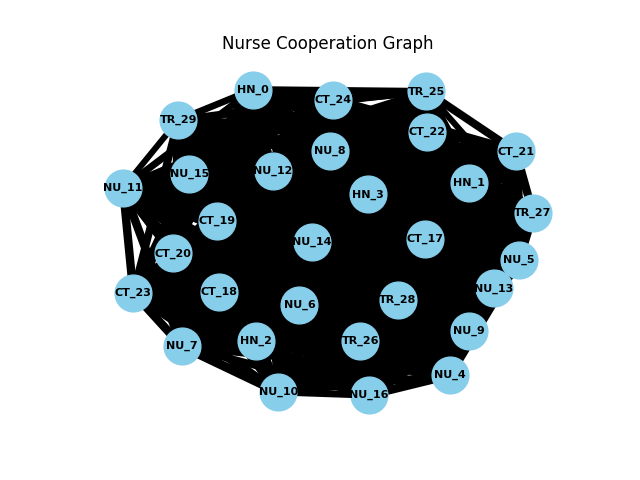 Nurse Cooperation Graph
HN_0
TR_25
CT_24
TR_29
CT_22
NU_8
CT_21
NU_12
NU_15
HN_1
NU_11
HN_3
TR_27
CT_19
CT_17
NU_14
CT_20
NU_5
NU_13
CT_18
CT_23
TR_28
NU_6
NU_9
HN_2
TR_26
NU_7
NU_4
NU_10
NU_16